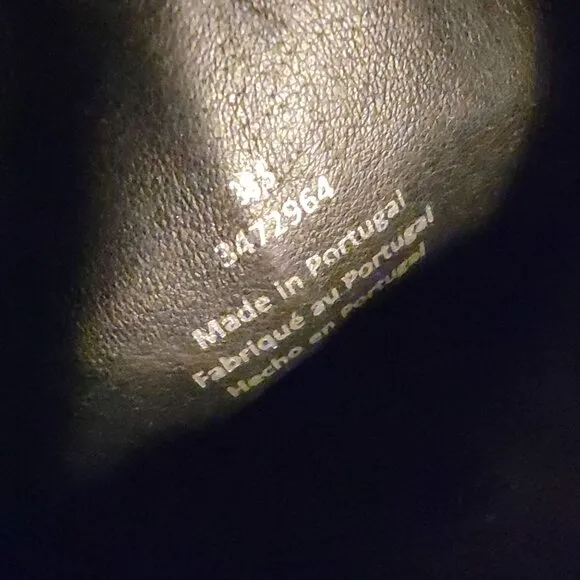 3472964
Made in Portugal
Fabriqué au Portugal
Hecho en Portugal